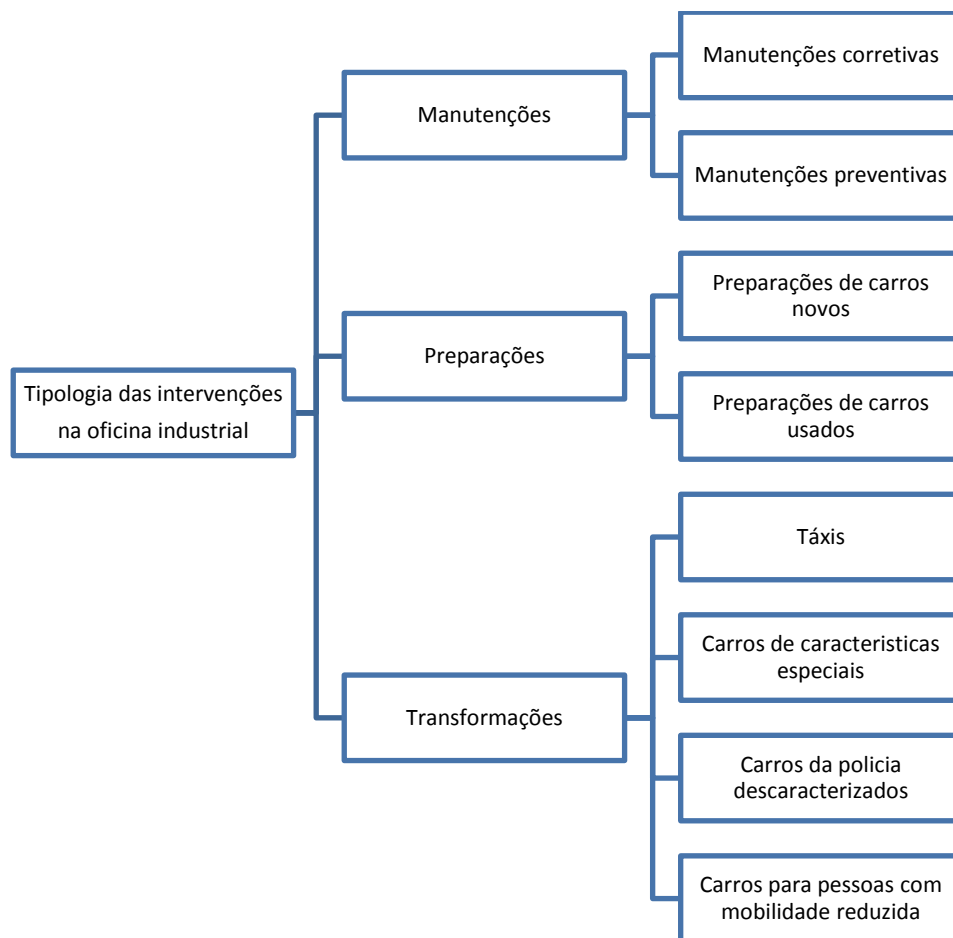 Tipologia das intervenções
na oficina industrial
Manutenções
Manutenções corretivas
Manutenções preventivas
Preparações
Preparações de carros
novos
Preparações de carros
usados
Transformações
Táxis
Carros de caracteristicas
especiais
Carros da policia
descaracterizados
Carros para pessoas com
mobilidade reduzida